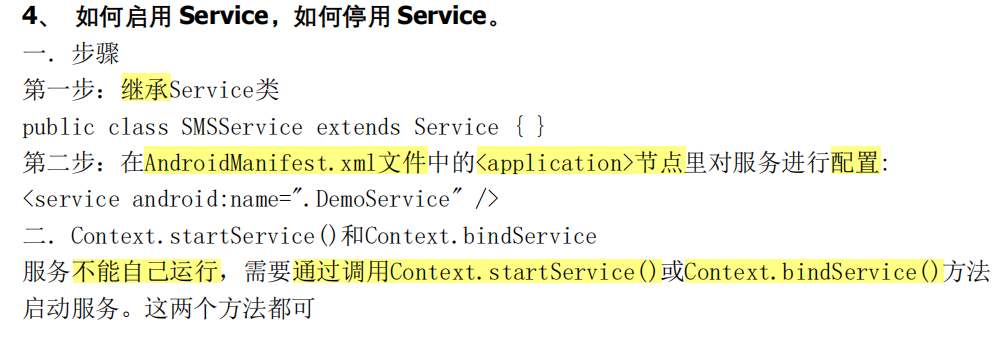 4、 如何启用 Service，如何停用 Service。
一．步骤
第一步：继承Service类
public class SMSService extends Service { }
第二步：在AndroidManifest.xml文件中的<application>节点里对服务进行配置:
<service android:name=".DemoService" />
二．Context.startService()和Context.bindService
服务不能自己运行，需要通过调用Context.startService()或Context.bindService()方法
启动服务。这两个方法都可